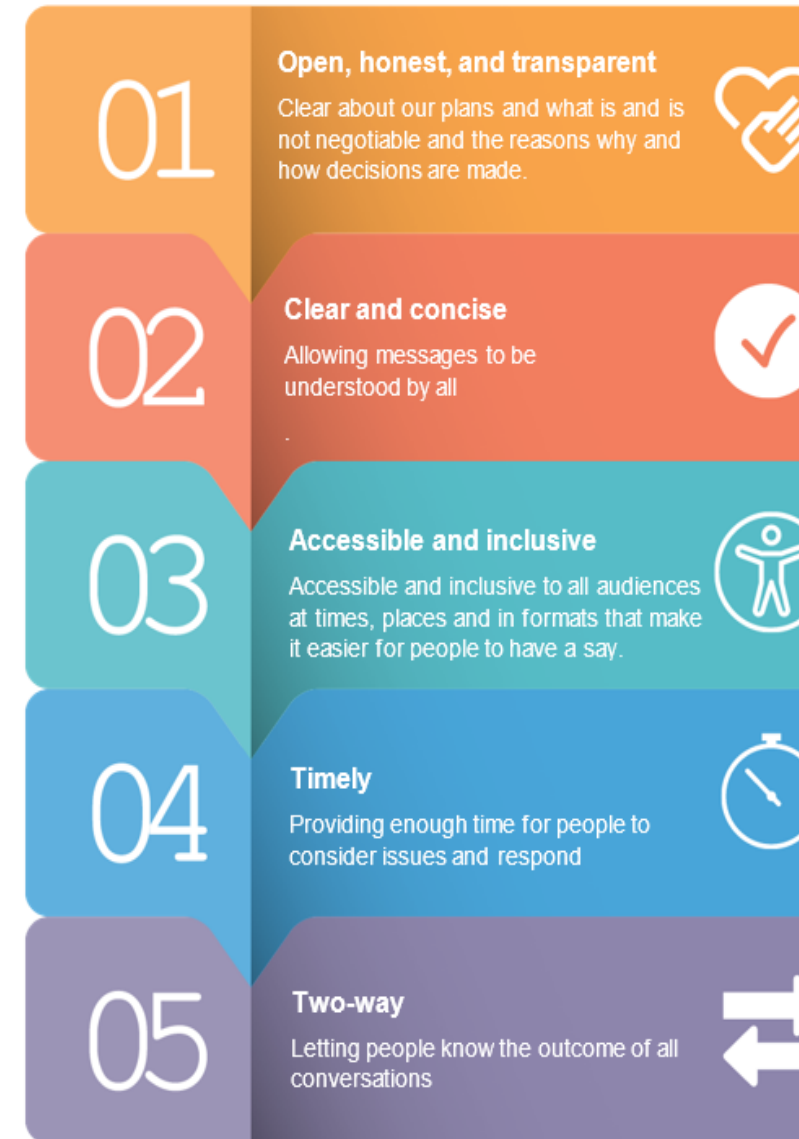 01
Open, honest, and transparent
Clear about our plans and what is and is
not negotiable and the reasons why and
how decisions are made.
02
Clear and concise
Allowing messages to be
understood by all
.
03
Accessible and inclusive
Accessible and inclusive to all audiences
at times, places and in formats that make
it easier for people to have a say.
04
Timely
Providing enough time for people to
consider issues and respond
05
Two-way
Letting people know the outcome of all
conversations